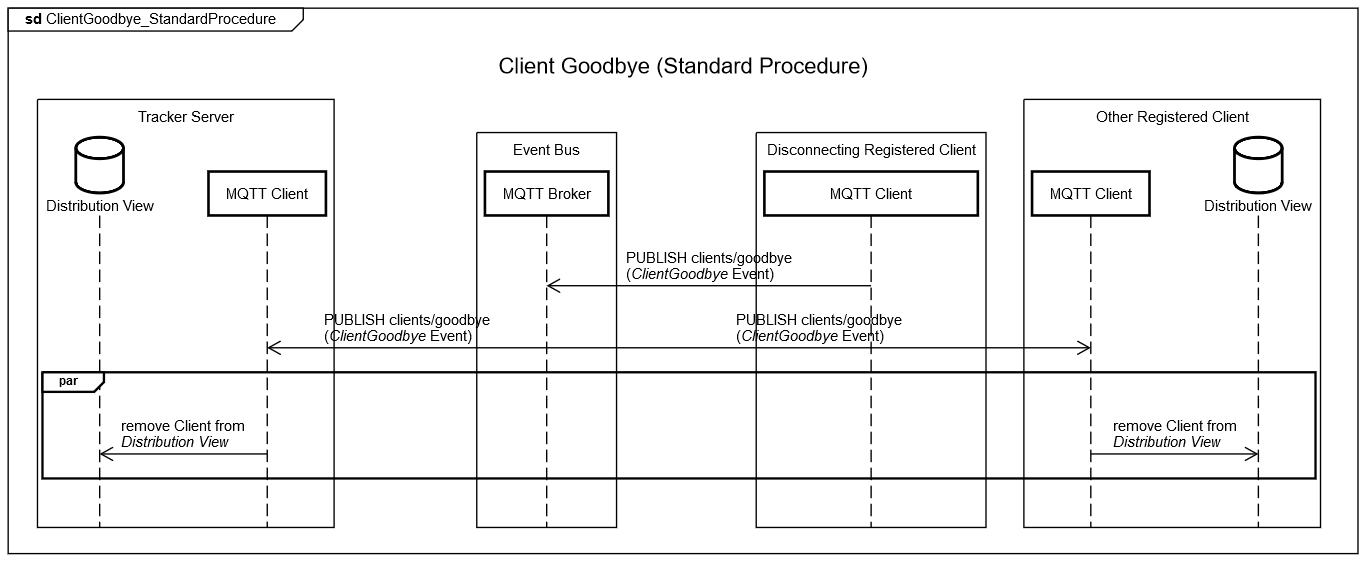 sd ClientGoodbye_StandardProcedure
Client Goodbye (Standard Procedure)
Tracker Server
Other Registered Client
Event Bus
Disconnecting Registered Client
MQTT Client
MQTT Broker
MQTT Client
MQTT Client
Distribution View
Distribution View
PUBLISH clients/goodbye
(ClientGoodbye Event)
PUBLISH clients/goodbye
(ClientGoodbye Event)
PUBLISH clients/goodbye
(ClientGoodbye Event)
par
remove Client from
Distribution View
remove Client from
Distribution View